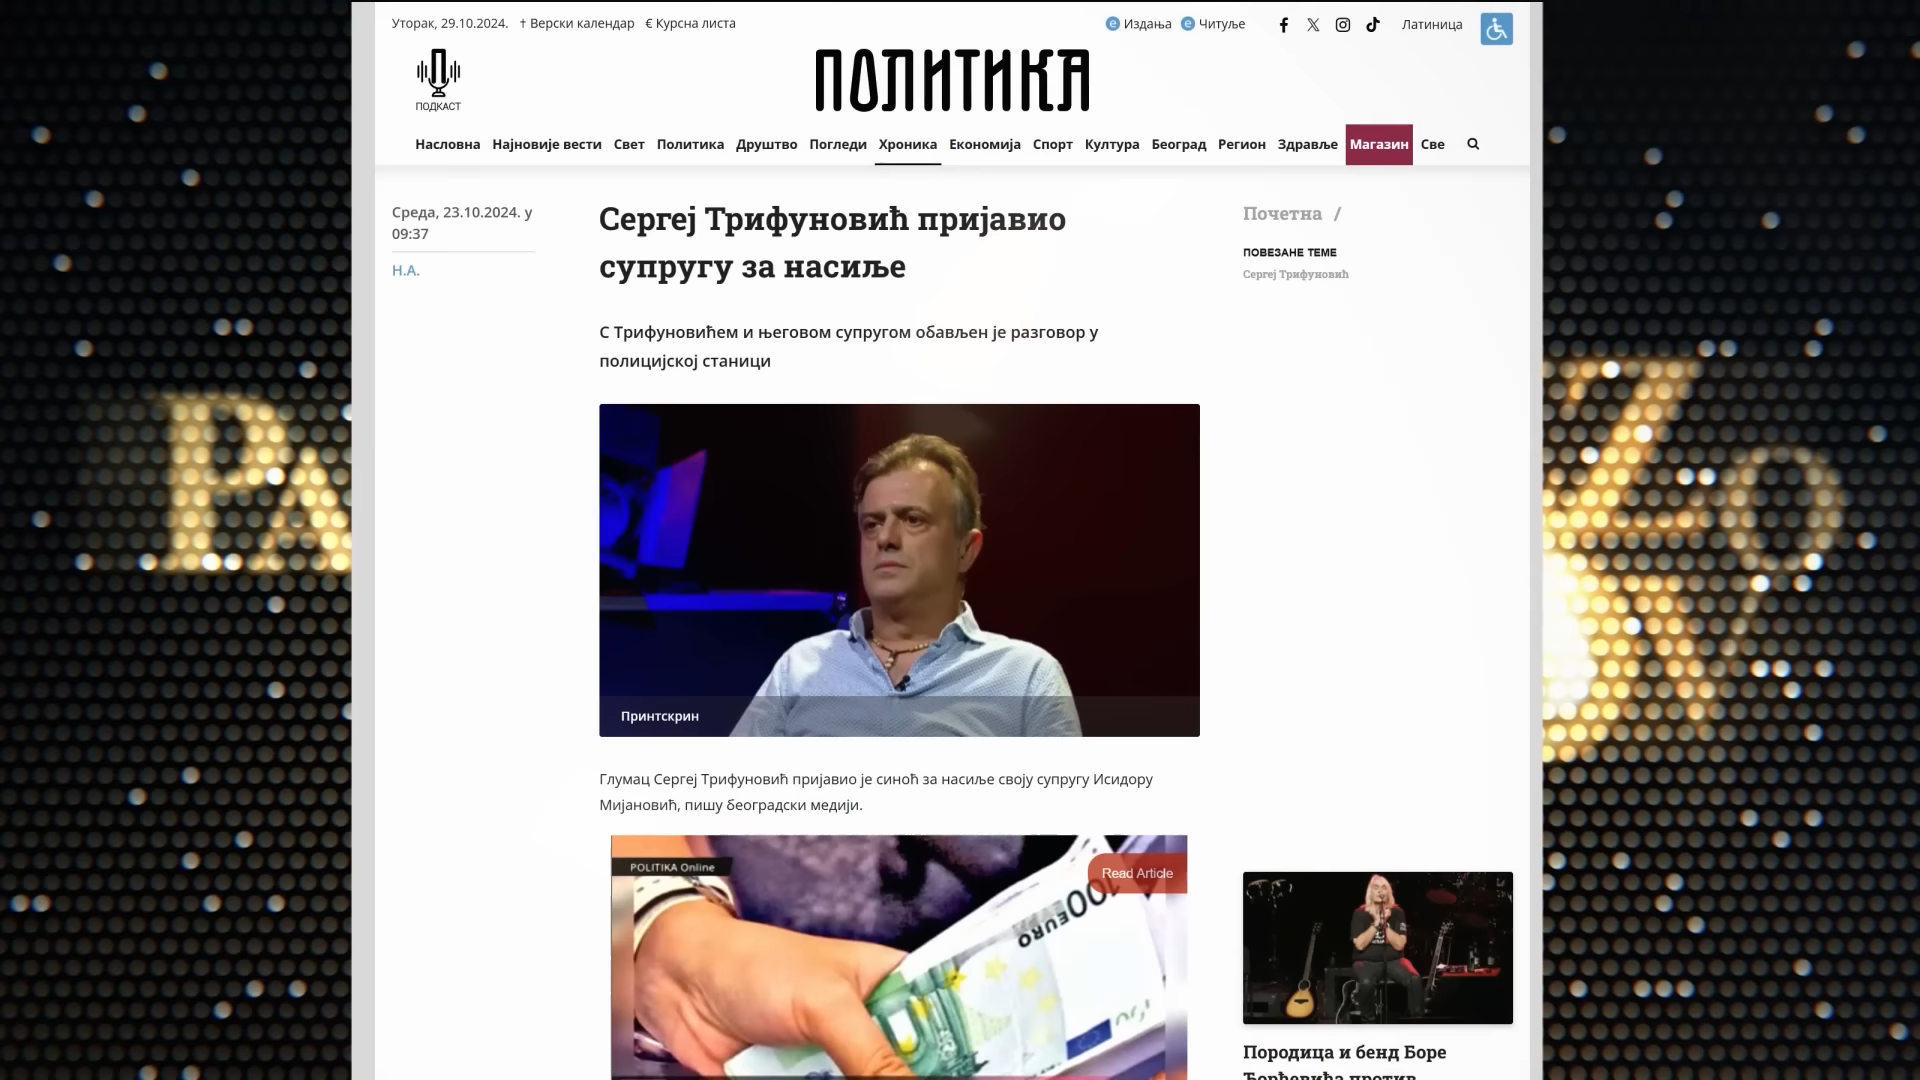 Уторак, 29.10.2024. † Верски календар € Курсна листа
Издања Читуље Латиница
ПОДКАСТ
ПОЛИТИКА
Насловна Најновије вести Свет Политика Друштво Погледи Хроника Економија Спорт Култура Београд Регион Здравље Магазин Све
Среда, 23.10.2024. у
09:37
Н.А.
Сергеј Трифуновић пријавио
супругу за насиље
С Трифуновићем и његовом супругом обављен је разговор у
полицијској станици
Принтскрин
Глумац Сергеј Трифуновић пријавио је синоћ за насиље своју супругу Исидору
Мијановић, пишу београдски медији.
POLITIKA Online
Read Article
100 EURO
Почетна /
ПОВЕЗАНЕ ТЕМЕ
Сергеј Трифуновић
Породица и бенд Боре
Ђорђевића против
PA
ZO